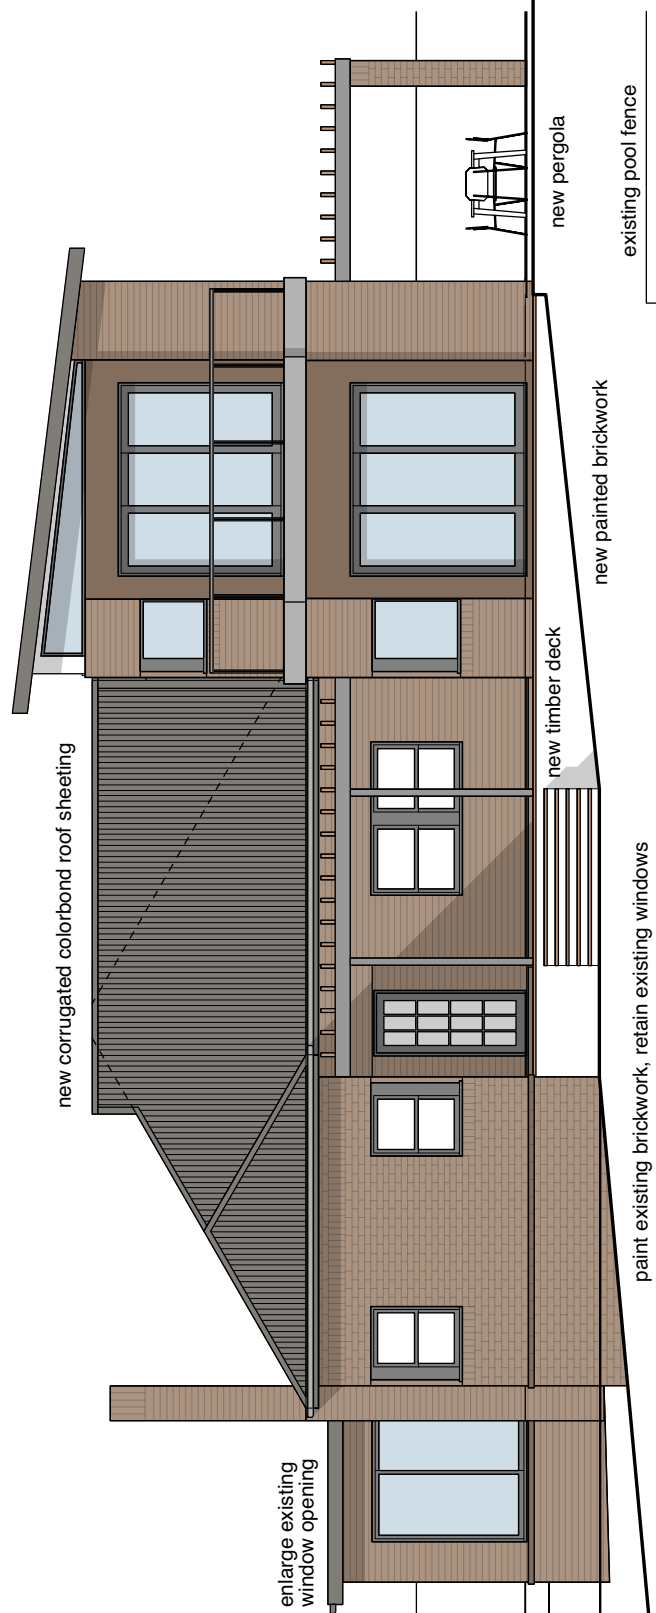 enlarge existing
window opening
new corrugated colorbond roof sheeting
paint existing brickwork, retain existing windows
new timber deck
new painted brickwork
new pergola
existing pool fence